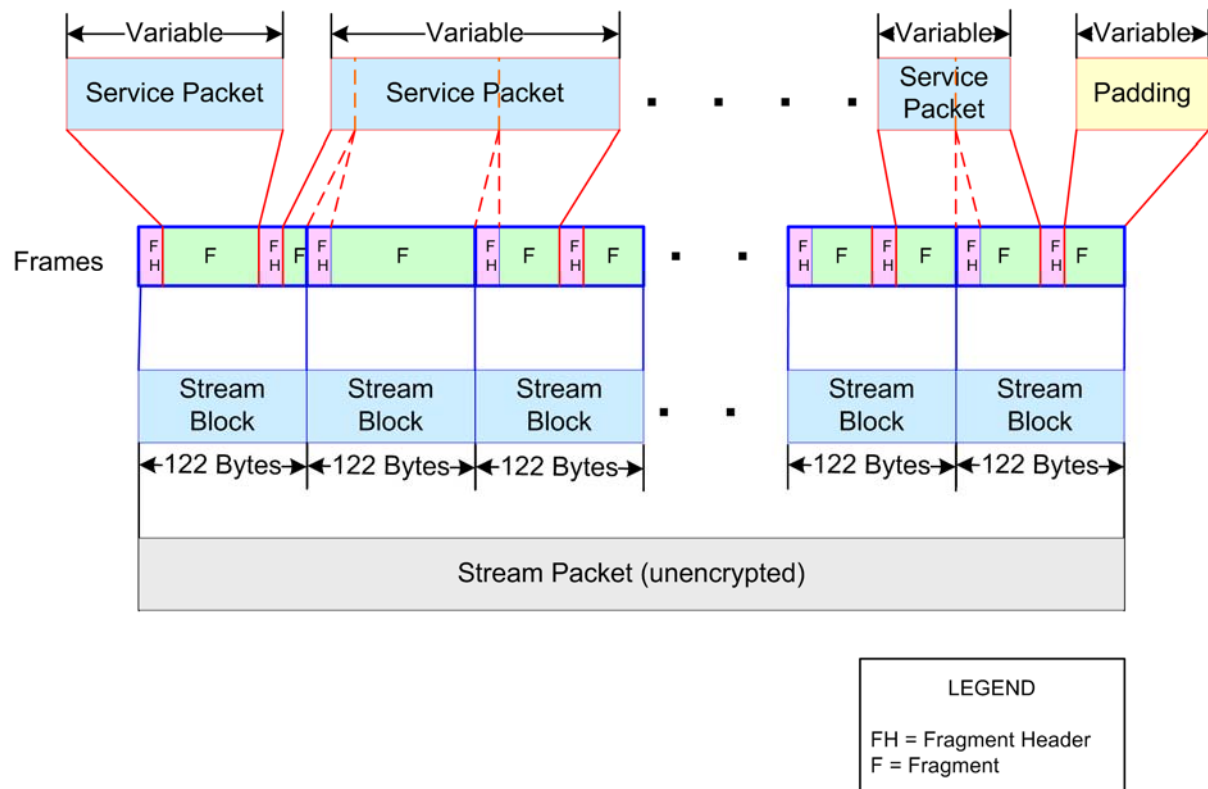 Variable Variable Variable Variable
Service Packet Service Packet Service Packet Padding
Frames
F H F F H F F H F F H F F H F F H F F H F F H F F H F
Stream Block Stream Block Stream Block Stream Block Stream Block
122 Bytes 122 Bytes 122 Bytes 122 Bytes 122 Bytes
Stream Packet (unencrypted)
LEGEND
FH = Fragment Header
F = Fragment